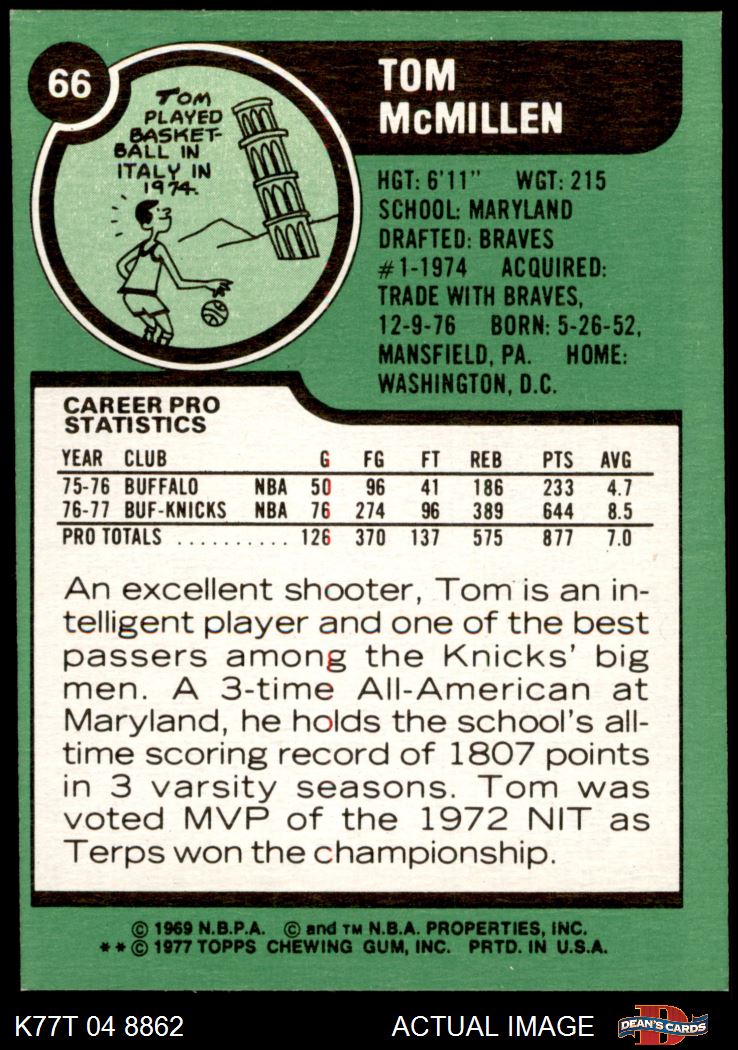 66
TOM
PLAYED
BASKET-
BALL IN
ITALY IN
1974.
TOM
McMILLEN
HGT: 6'11" WGT: 215
SCHOOL: MARYLAND
DRAFTED: BRAVES
#1-1974 ACQUIRED:
TRADE WITH BRAVES,
12-9-76 BORN: 5-26-52,
MANSFIELD, PA. HOME:
WASHINGTON, D.C.
CAREER PRO
STATISTICS
YEAR CLUB G FG FT REB PTS AVG
75-76 BUFFALO NBA 50 96 41 186 233 4.7
76-77 BUF-KNICKS NBA 76 274 96 389 644 8.5
PRO TOTALS .......... 126 370 137 575 877 7.0
An excellent shooter, Tom is an in-
telligent player and one of the best
passers among the Knicks' big
men. A 3-time All-American at
Maryland, he holds the school's all-
time scoring record of 1807 points
in 3 varsity seasons. Tom was
voted MVP of the 1972 NIT as
Terps won the championship.
© 1969 N.B.P.A. © and TM N.B.A. PROPERTIES, INC.
**© 1977 TOPPS CHEWING GUM, INC. PRTD. IN U.S.A.
K77T 04 8862 ACTUAL IMAGE D DEAN'S CARDS